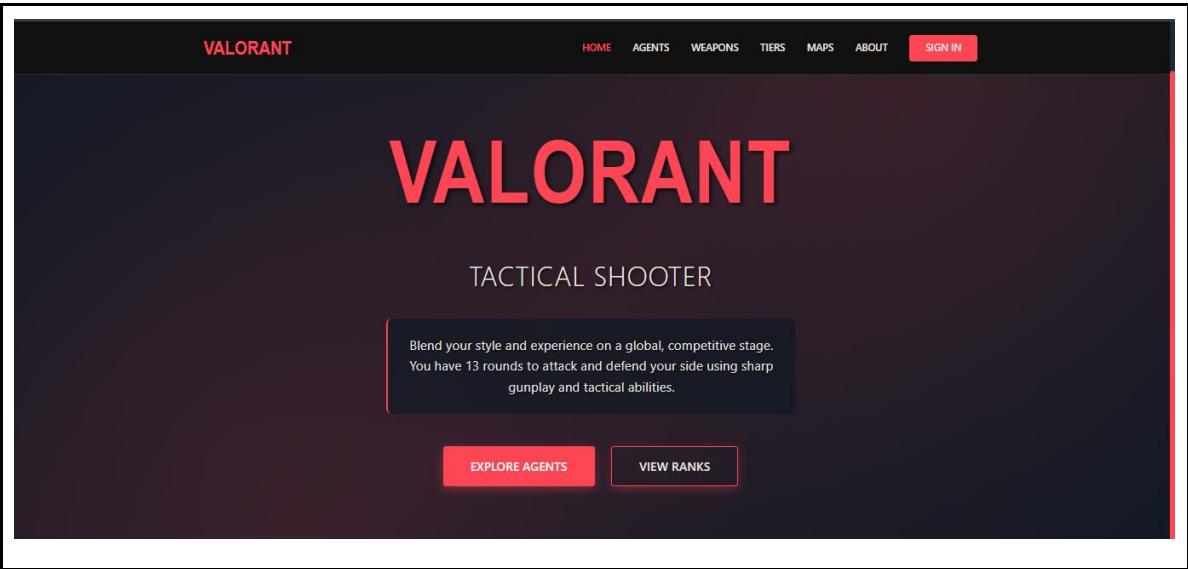 VALORANT
HOME AGENTS WEAPONS TIERS MAPS ABOUT SIGN IN
VALORANT
TACTICAL SHOOTER
Blend your style and experience on a global, competitive stage.
You have 13 rounds to attack and defend your side using sharp
gunplay and tactical abilities.
EXPLORE AGENTS VIEW RANKS